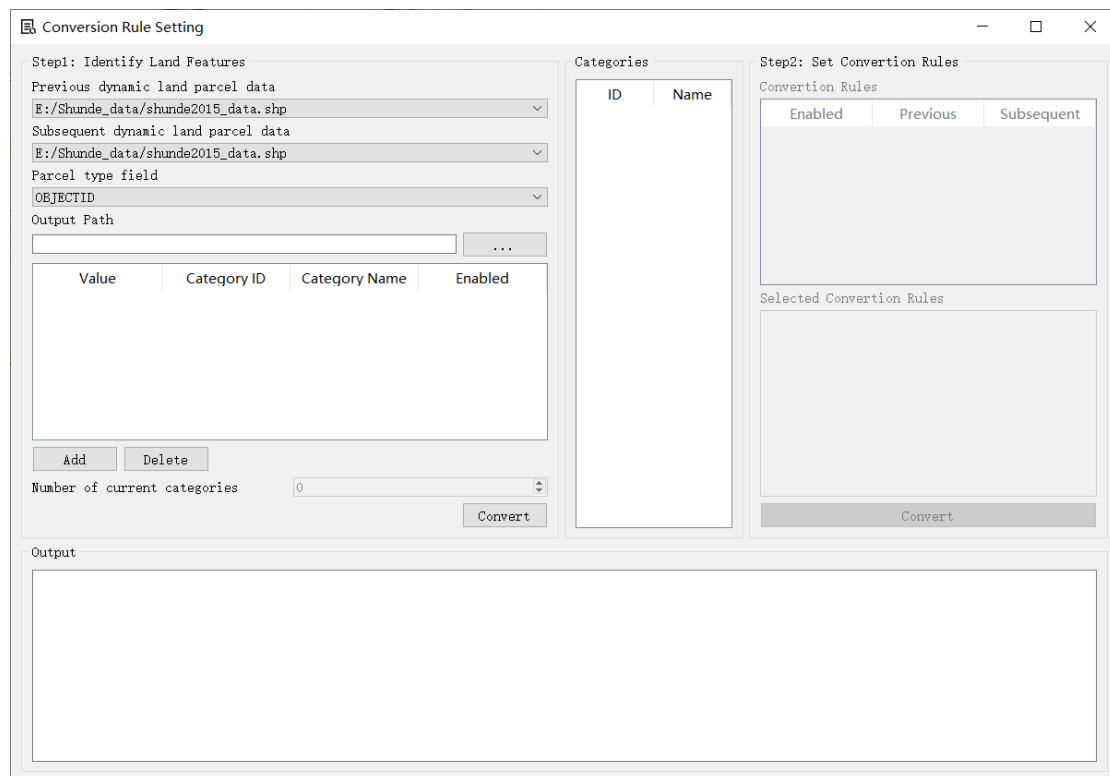 Conversion Rule Setting
Step1: Identify Land Features
Previous dynamic land parcel data
E:/Shunde_data/shunde2015_data.shp
Subsequent dynamic land parcel data
E:/Shunde_data/shunde2015_data.shp
Parcel type field
OBJECTID
Output Path
...
Value Category ID Category Name Enabled
Add Delete
Number of current categories 0
Convert
Categories
ID Name
Step2: Set Convertion Rules
Convertion Rules
Enabled Previous Subsequent
Selected Convertion Rules
Convert
Output